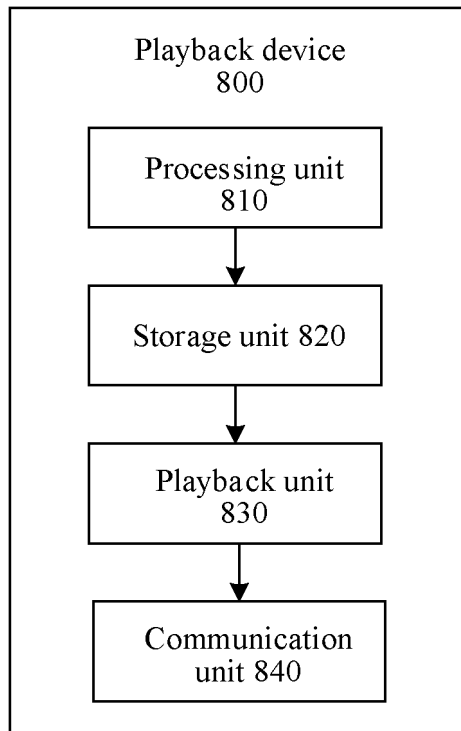 Playback device
800
Processing unit
810
Storage unit 820
Playback unit
830
Communication
unit 840